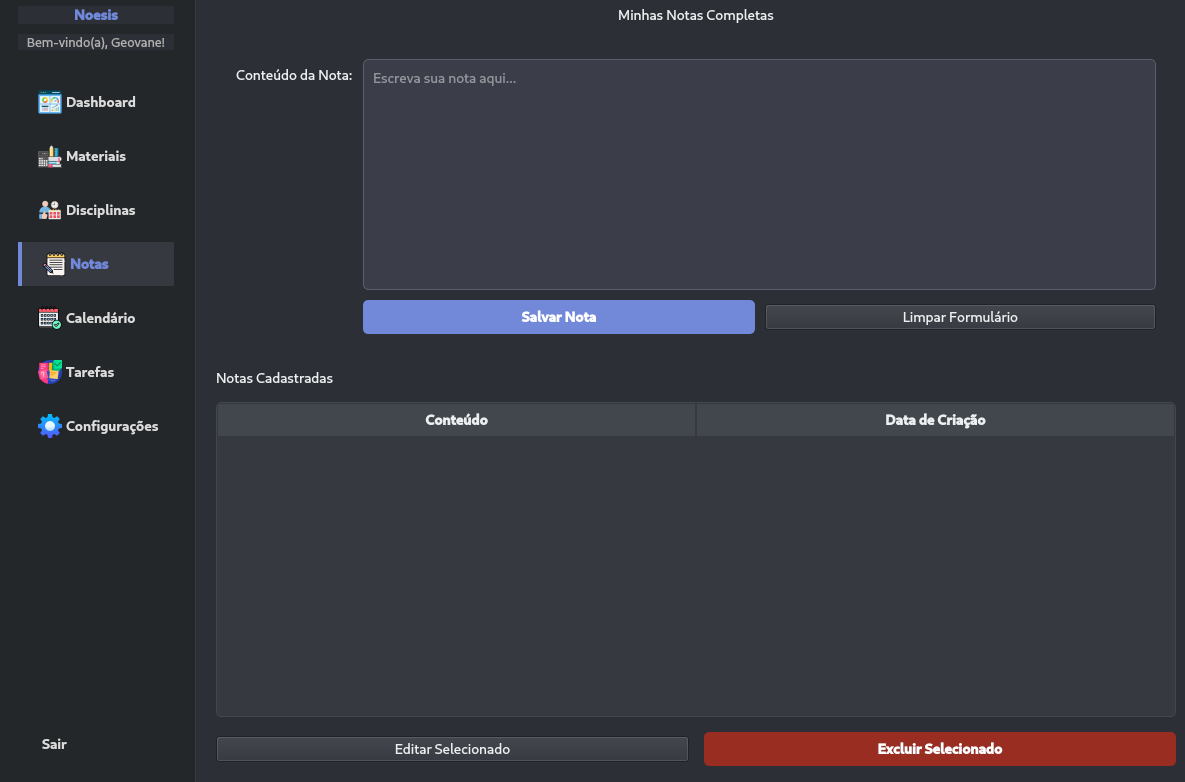 Noesis
Bem-vindo(a), Geovane!
Dashboard
Materiais
Disciplinas
Notas
Calendário
Tarefas
Configurações
Sair
Minhas Notas Completas
Conteúdo da Nota:
Escreva sua nota aqui...
Salvar Nota
Limpar Formulário
Notas Cadastradas
Conteúdo
Data de Criação
Editar Selecionado
Excluir Selecionado